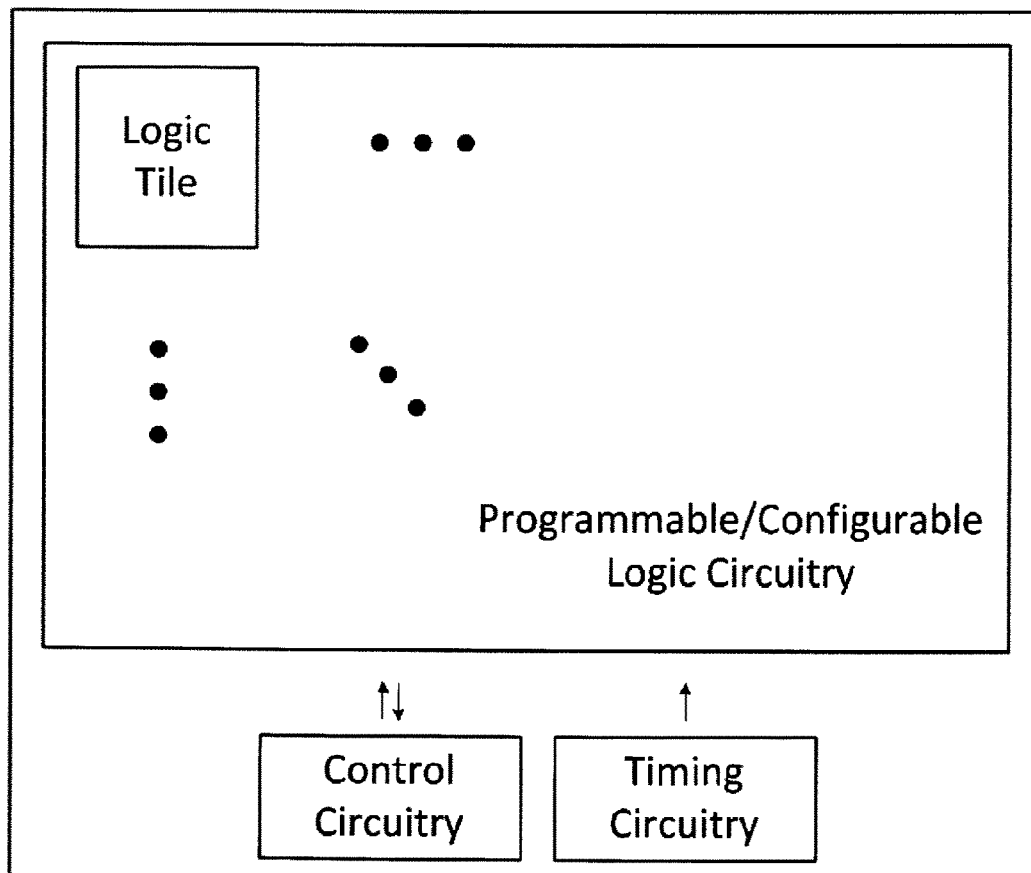 Logic
Tile
Programmable/Configurable
Logic Circuitry
Control
Circuitry
Timing
Circuitry